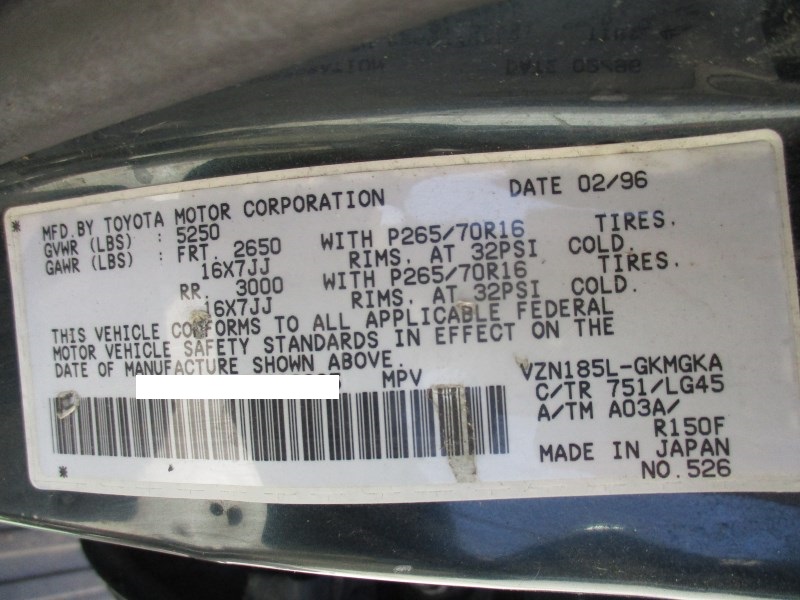 MFD. BY TOYOTA MOTOR CORPORATION DATE 02/96
GVWR (LBS) : 5250
GAWR (LBS) : FRT. 2650 WITH P265/70R16 TIRES.
16X7JJ RIMS. AT 32PSI COLD.
RR. 3000 WITH P265/70R16 TIRES.
16X7JJ RIMS. AT 32PSI COLD.
THIS VEHICLE CONFORMS TO ALL APPLICABLE FEDERAL
MOTOR VEHICLE SAFETY STANDARDS IN EFFECT ON THE
DATE OF MANUFACTURE SHOWN ABOVE.
MPV
VZN185L-GKMGKA
C/TR 751/LG45
A/TM A03A/
R150F
MADE IN JAPAN
NO. 526